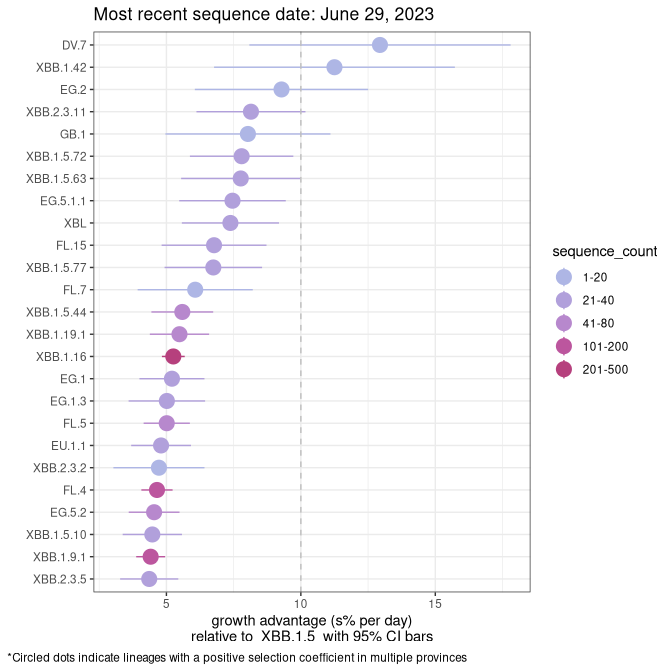 Most recent sequence date: June 29, 2023
DV.7
XBB.1.42
EG.2
XBB.2.3.11
GB.1
XBB.1.5.72
XBB.1.5.63
EG.5.1.1
XBL
FL.15
XBB.1.5.77
FL.7
XBB.1.5.44
XBB.1.19.1
XBB.1.16
EG.1
EG.1.3
FL.5
EU.1.1
XBB.2.3.2
FL.4
EG.5.2
XBB.1.5.10
XBB.1.9.1
XBB.2.3.5
5 10 15
growth advantage (s% per day)
relative to XBB.1.5 with 95% CI bars
sequence_count
1-20
21-40
41-80
101-200
201-500
*Circled dots indicate lineages with a positive selection coefficient in multiple provinces